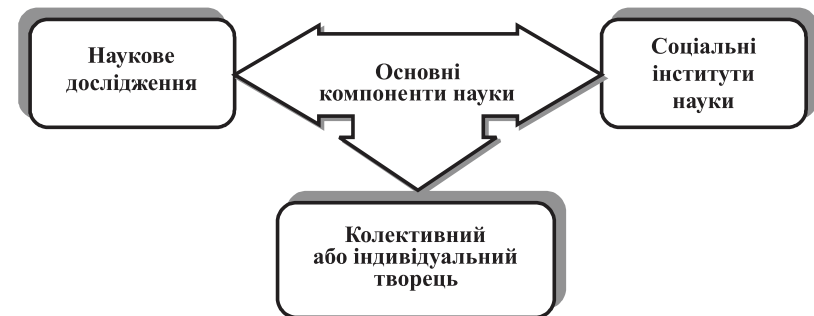 Наукове
дослідження
Основні
компоненти науки
Соціальні
інститути
науки
Колективний
або індивідуальний
творець